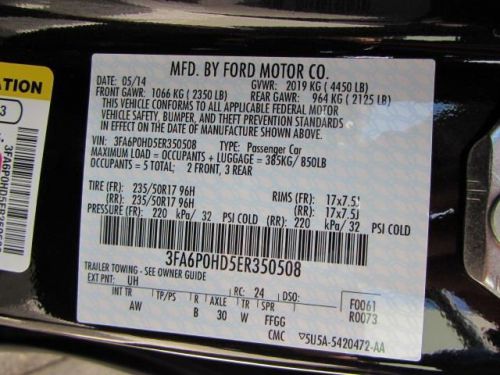 ATION
3
3FA6P0HD5ER350508
MFD. BY FORD MOTOR CO.
DATE: 05/14 GVWR: 2019 KG ( 4450 LB)
FRONT GAWR: 1066 KG ( 2350 LB) REAR GAWR: 964 KG ( 2125 LB)
THIS VEHICLE CONFORMS TO ALL APPLICABLE FEDERAL MOTOR
VEHICLE SAFETY, BUMPER, AND THEFT PREVENTION STANDARDS
IN EFFECT ON THE DATE OF MANUFACTURE SHOWN ABOVE.
VIN: 3FA6P0HD5ER350508 TYPE: Passenger Car
MAXIMUM LOAD = OCCUPANTS + LUGGAGE = 385KG / 850LB
OCCUPANTS = 5 TOTAL; 2 FRONT, 3 REAR
TIRE (FR): 235/50R17 96H RIMS (FR): 17x7.5J
(RR): 235/50R17 96H (RR): 17x7.5J
PRESSURE (FR): 220 kPa/ 32 PSI COLD (RR): 220 kPa/ 32 PSI COLD
3FA6P0HD5ER350508
TRAILER TOWING - SEE OWNER GUIDE
EXT PNT: UH RC: 24 DSO: F0061
INT TR TP/PS R AXLE TR SPR R0073
AW B 30 W FFGG
CMC 5U5A-5420472-AA